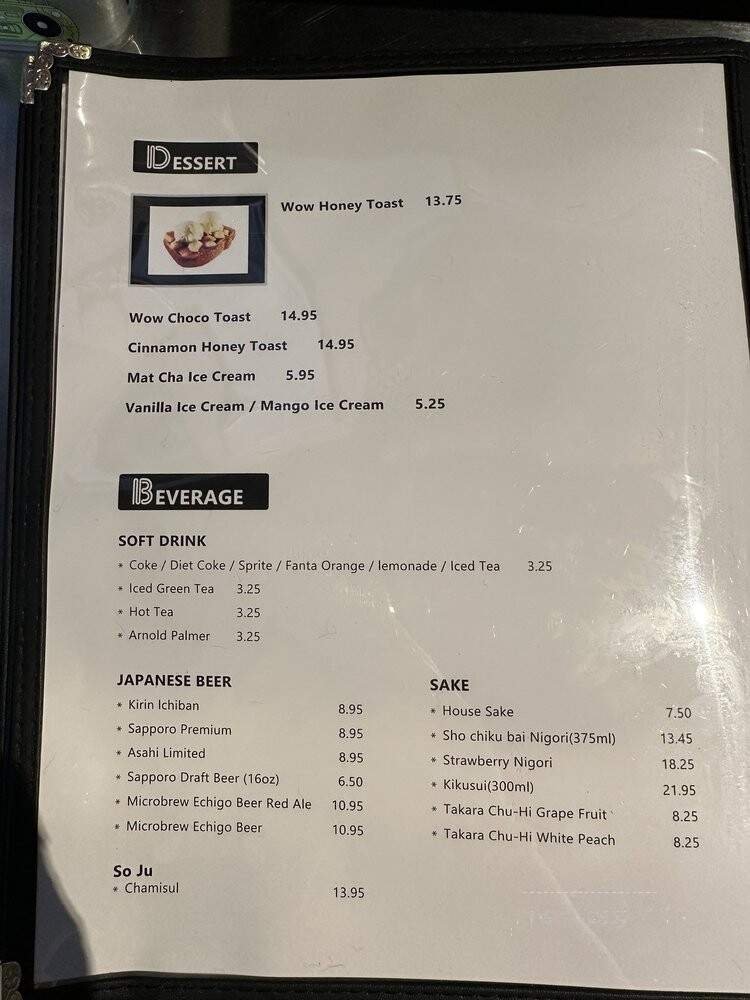 DESSERT
Wow Honey Toast 13.75
Wow Choco Toast 14.95
Cinnamon Honey Toast 14.95
Mat Cha Ice Cream 5.95
Vanilla Ice Cream / Mango Ice Cream 5.25
BEVERAGE
SOFT DRINK
* Coke / Diet Coke / Sprite / Fanta Orange / lemonade / Iced Tea 3.25
* Iced Green Tea 3.25
* Hot Tea 3.25
* Arnold Palmer 3.25
JAPANESE BEER
* Kirin Ichiban 8.95
* Sapporo Premium 8.95
* Asahi Limited 8.95
* Sapporo Draft Beer (16oz) 6.50
* Microbrew Echigo Beer Red Ale 10.95
* Microbrew Echigo Beer 10.95
So Ju
* Chamisul 13.95
SAKE
* House Sake 7.50
* Sho chiku bai Nigori(375ml) 13.45
* Strawberry Nigori 18.25
* Kikusui(300ml) 21.95
* Takara Chu-Hi Grape Fruit 8.25
* Takara Chu-Hi White Peach 8.25